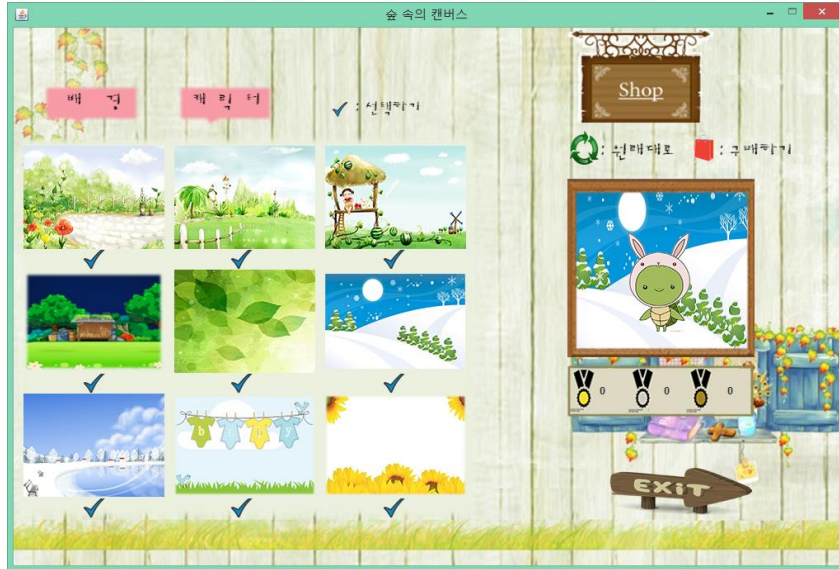 숲 속의 캔버스
Shop
배 경
캐 릭 터
: 선택하기
: 원래대로
: 구매하기
b
n
y
0
0
0
EXiT